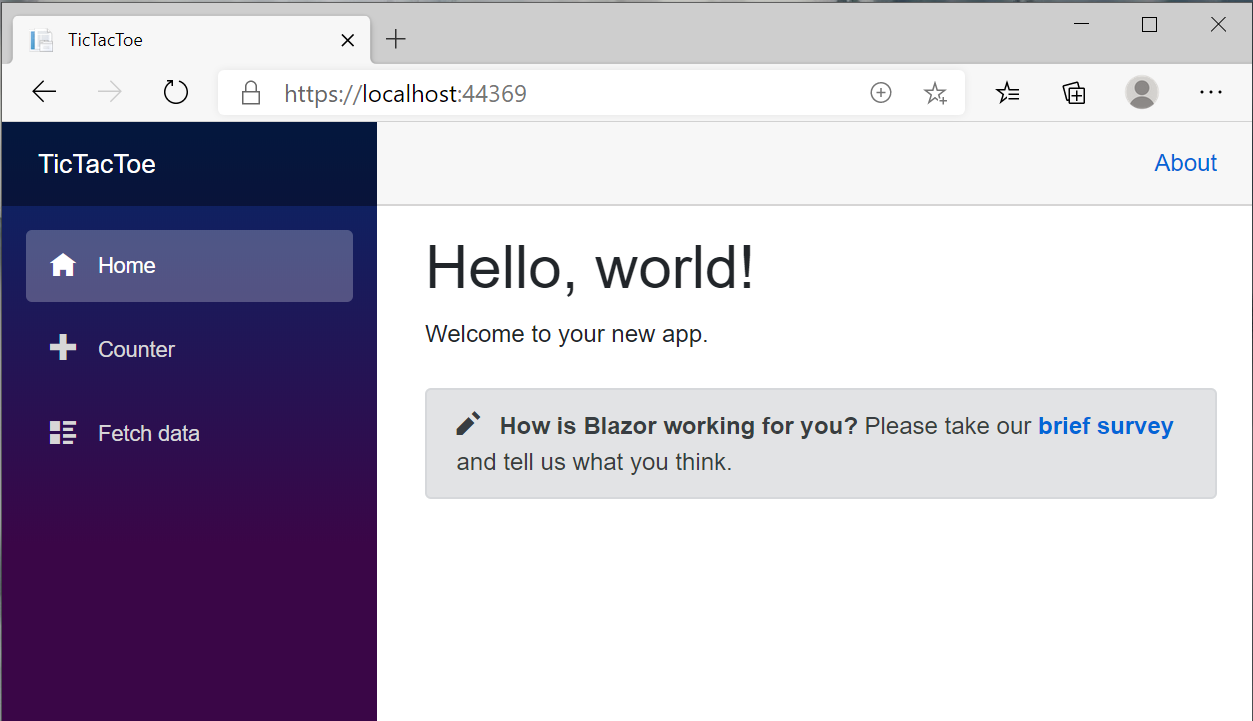 TicTacToe
https://localhost:44369
TicTacToe
About
Home
Counter
Fetch data
Hello, world!
Welcome to your new app.
How is Blazor working for you? Please take our brief survey
and tell us what you think.